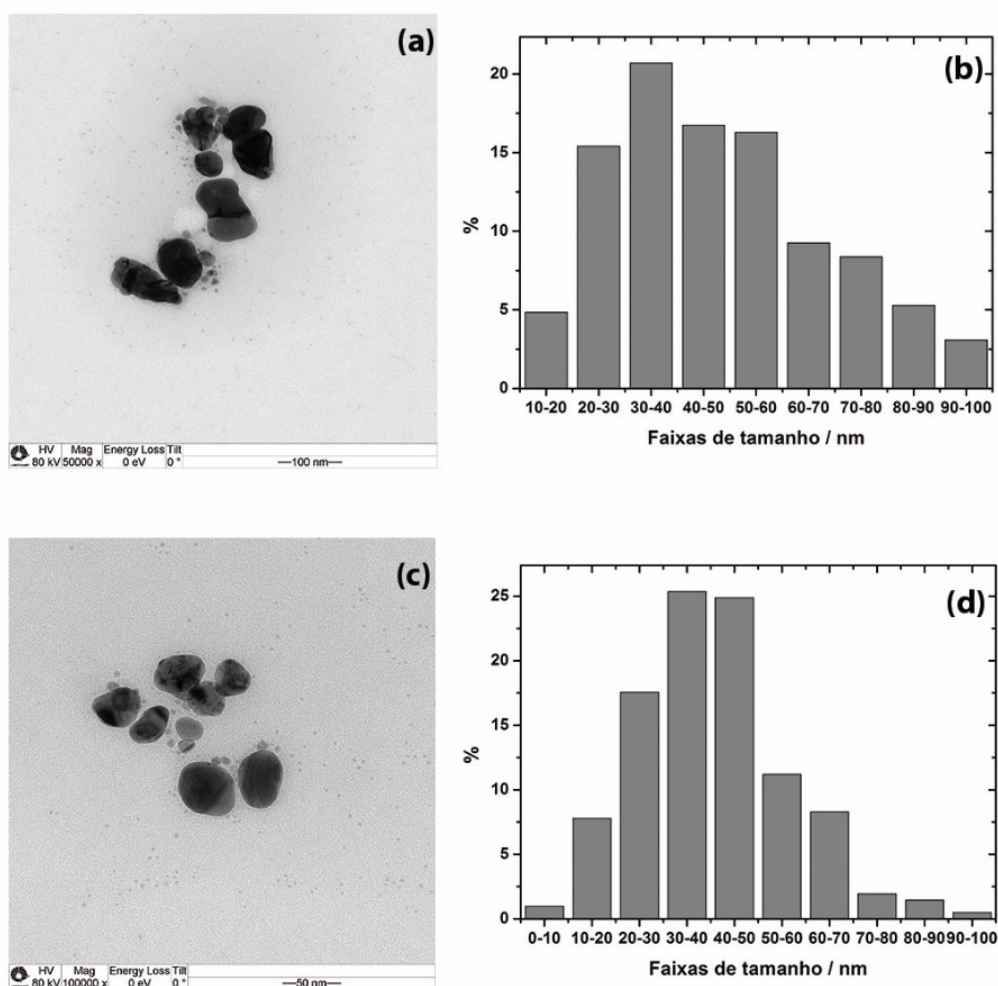 (a)
HV Mag Energy Loss Tilt
80 kV 50000 x 0 eV 0 ° —100 nm—
(b)
%
20
15
10
5
0
10-20 20-30 30-40 40-50 50-60 60-70 70-80 80-90 90-100
Faixas de tamanho / nm
(c)
HV Mag Energy Loss Tilt
80 kV 100000 x 0 eV 0 ° —50 nm—
(d)
%
25
20
15
10
5
0
0-10 10-20 20-30 30-40 40-50 50-60 60-70 70-80 80-90 90-100
Faixas de tamanho / nm